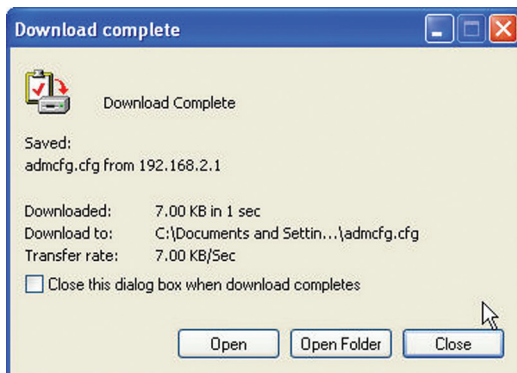 Download complete
Download Complete
Saved:
admcfg.cfg from 192.168.2.1
Downloaded: 7.00 KB in 1 sec
Download to: C:\Documents and Settin...\admcfg.cfg
Transfer rate: 7.00 KB/Sec
Close this dialog box when download completes
Open Open Folder Close